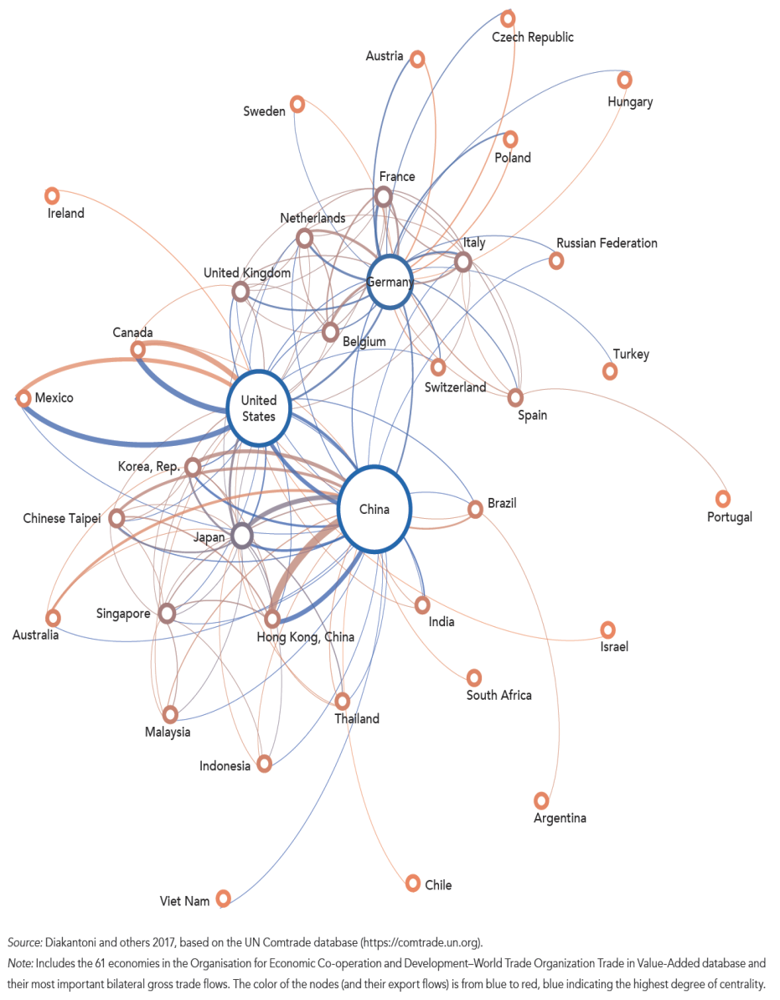 Czech Republic
Austria
Hungary
Sweden
Poland
France
Ireland
Netherlands
Italy
Russian Federation
United Kingdom
Germany
Canada
Belgium
Turkey
Mexico
United
States
Switzerland
Spain
Korea, Rep.
China
Brazil
Chinese Taipei
Portugal
Japan
Singapore
India
Australia
Hong Kong, China
Israel
South Africa
Thailand
Malaysia
Indonesia
Argentina
Chile
Viet Nam
Source: Diakantoni and others 2017, based on the UN Comtrade database (https://comtrade.un.org).
Note: Includes the 61 economies in the Organisation for Economic Co-operation and Development–World Trade Organization Trade in Value-Added database and
their most important bilateral gross trade flows. The color of the nodes (and their export flows) is from blue to red, blue indicating the highest degree of centrality.